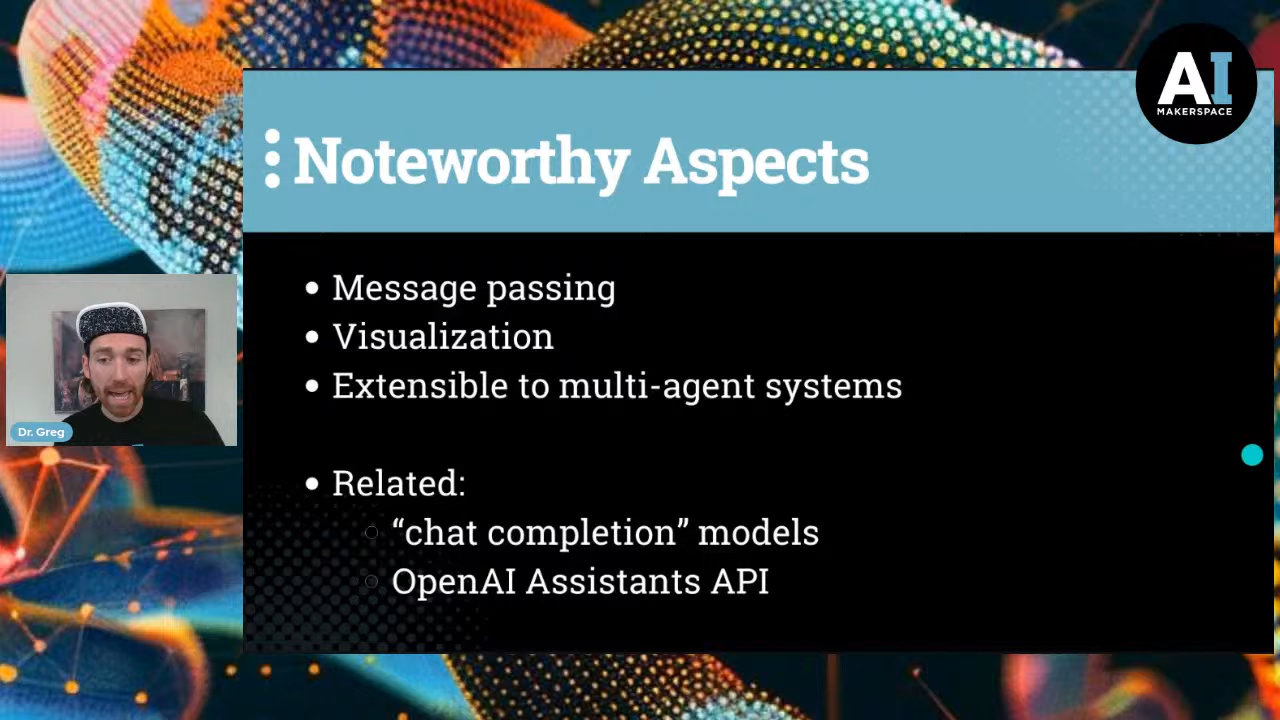 AI
MAKERSPACE
Noteworthy Aspects
Message passing
Visualization
Extensible to multi-agent systems
Related:
“chat completion” models
OpenAI Assistants API
Dr. Greg